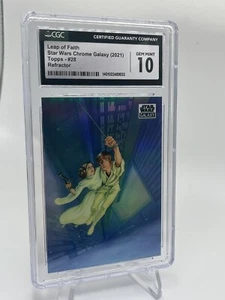 CGC
CERTIFIED GUARANTY COMPANY
Leap of Faith
Star Wars Chrome Galaxy (2021)
Topps - #28
Refractor
GEM MINT
10
STAR WARS
GALAXY